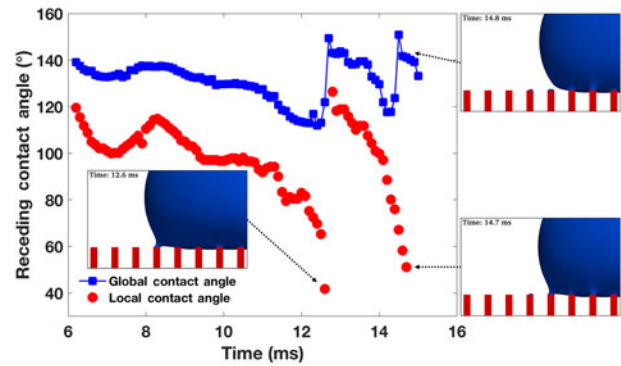 160
140
120
100
80
60
40
6
8
10
12
14
16
Receding contact angle (°)
Time (ms)
Global contact angle
Local contact angle
Time: 12.6 ms
Time: 14.8 ms
Time: 14.7 ms